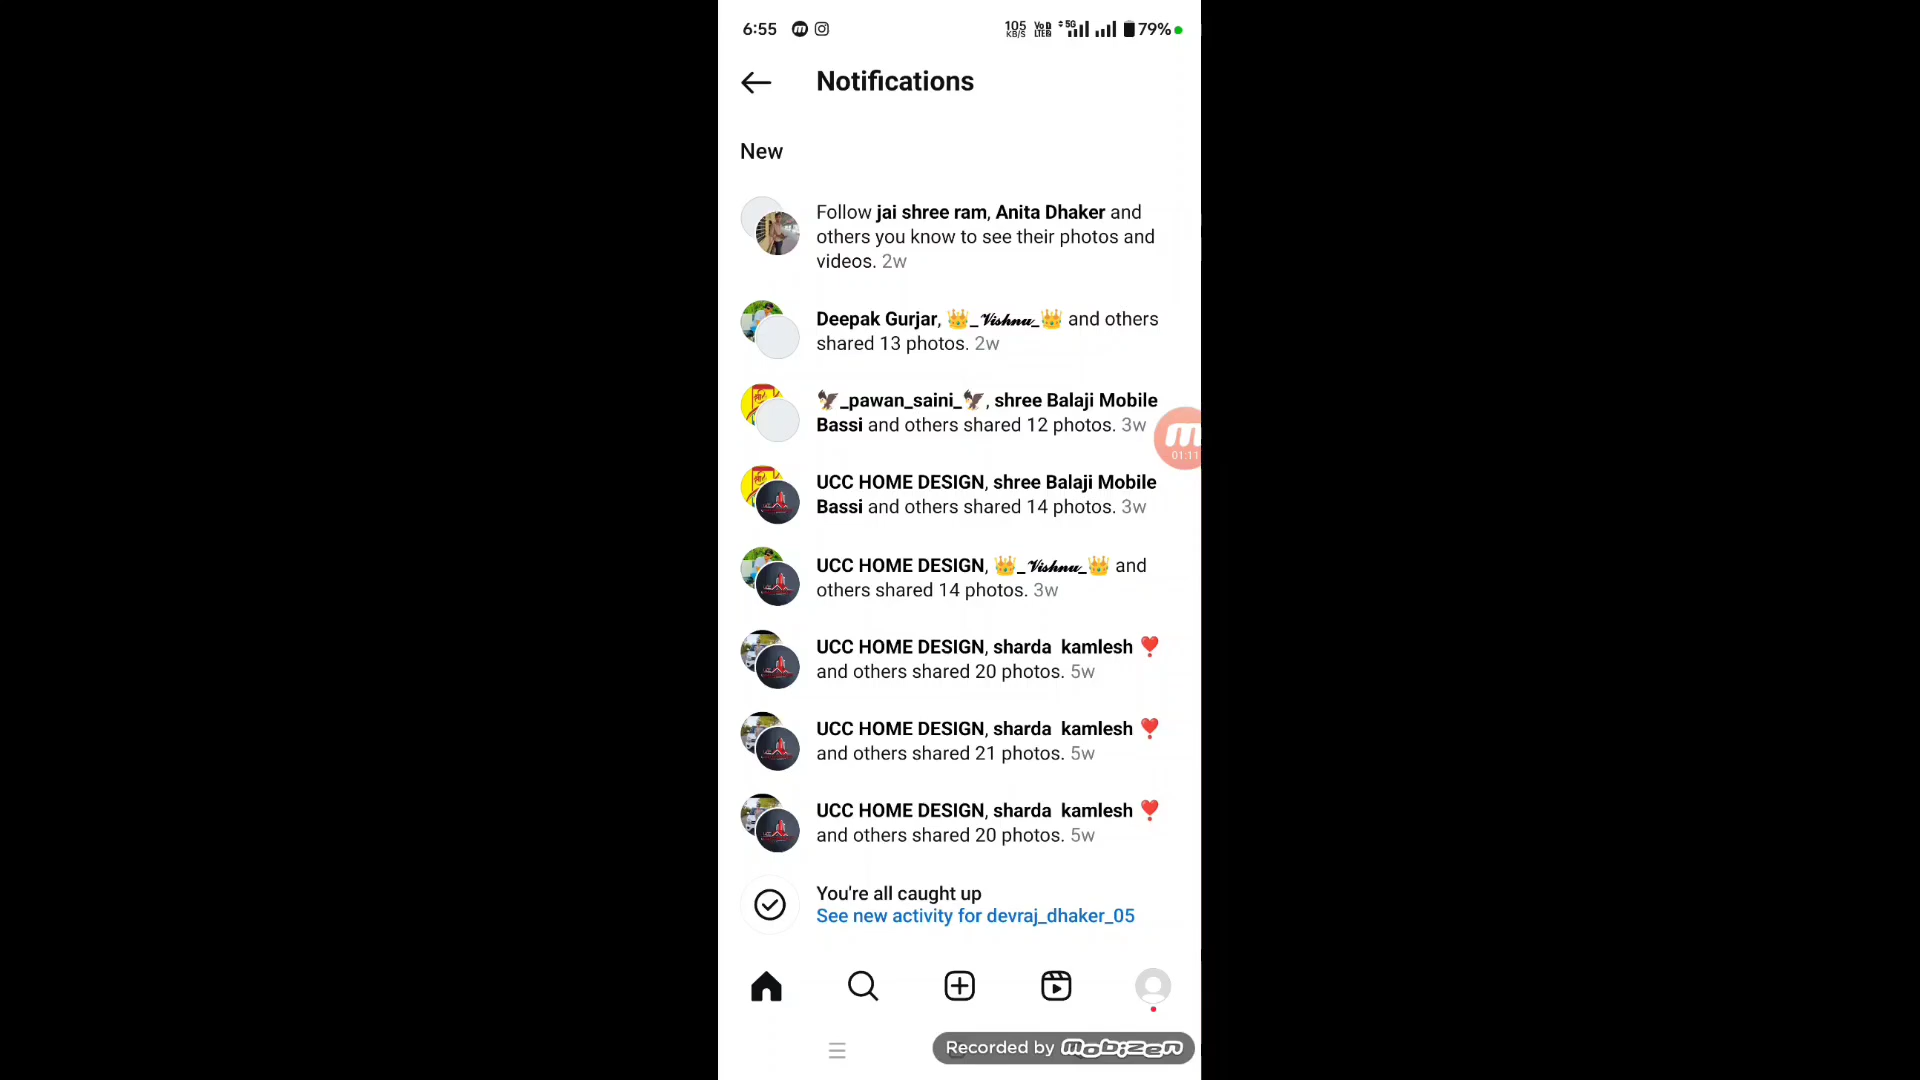 6:55 105 KB/S VoD LTE2 5G 79%
Notifications
New
Follow jai shree ram, Anita Dhaker and
others you know to see their photos and
videos. 2w
Deepak Gurjar, 👑_𝓥𝓲𝓼𝓱𝓷𝓾_👑 and others
shared 13 photos. 2w
🦅_pawan_saini_🦅, shree Balaji Mobile
Bassi and others shared 12 photos. 3w
01:11
UCC HOME DESIGN, shree Balaji Mobile
Bassi and others shared 14 photos. 3w
UCC HOME DESIGN, 👑_𝓥𝓲𝓼𝓱𝓷𝓾_👑 and
others shared 14 photos. 3w
UCC HOME DESIGN, sharda kamlesh ❣️
and others shared 20 photos. 5w
UCC HOME DESIGN, sharda kamlesh ❣️
and others shared 21 photos. 5w
UCC HOME DESIGN, sharda kamlesh ❣️
and others shared 20 photos. 5w
You're all caught up
See new activity for devraj_dhaker_05
Recorded by mobizen